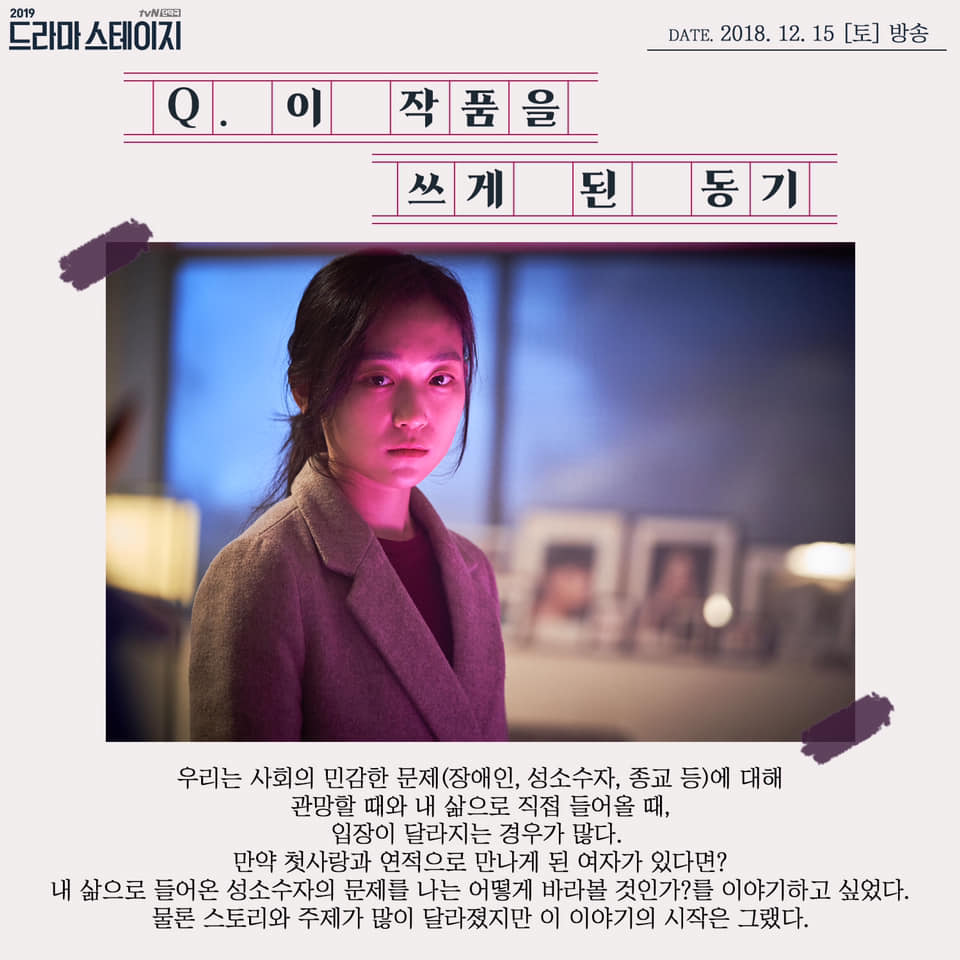 2019
tvN 단막극
드라마 스테이지
DATE. 2018. 12. 15 [토] 방송
Q. 이 작품을
쓰게 된 동기
우리는 사회의 민감한 문제(장애인, 성소수자, 종교 등)에 대해
관망할 때와 내 삶으로 직접 들어올 때,
입장이 달라지는 경우가 많다.
만약 첫사랑과 연적으로 만나게 된 여자가 있다면?
내 삶으로 들어온 성소수자의 문제를 나는 어떻게 바라볼 것인가?를 이야기하고 싶었다.
물론 스토리와 주제가 많이 달라졌지만 이 이야기의 시작은 그랬다.